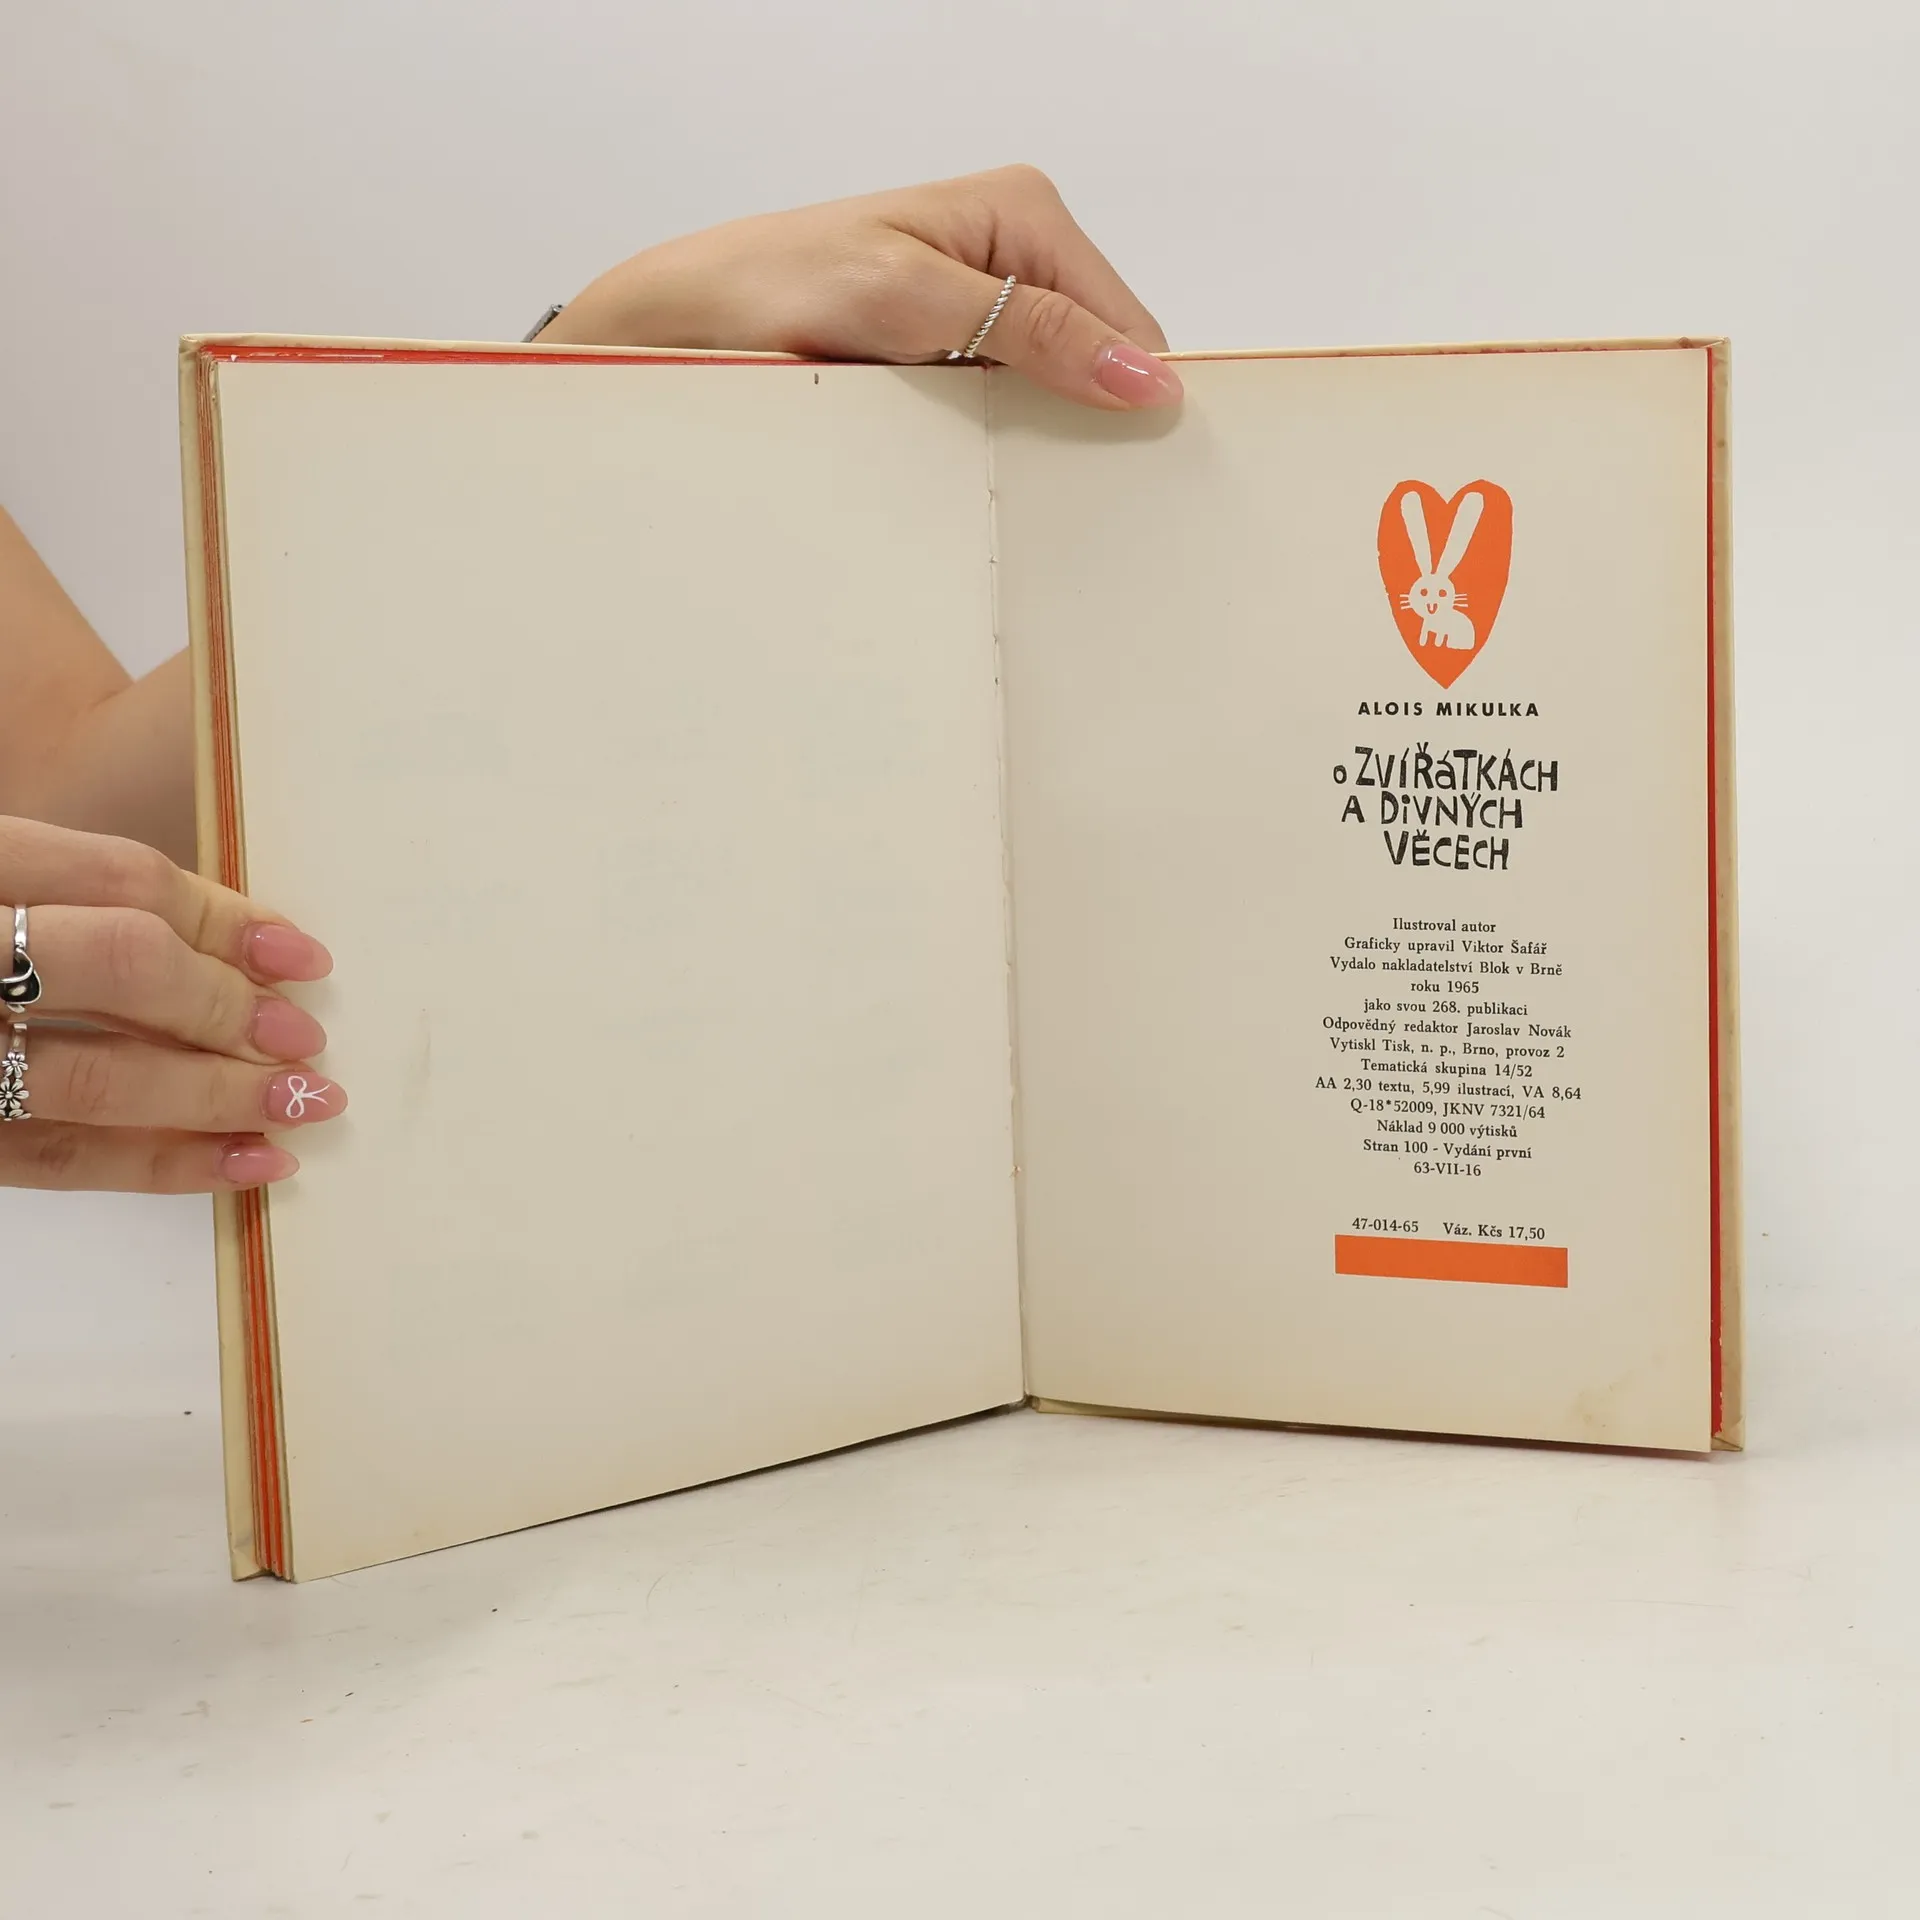 ALOIS MIKULKA
o ZVÍŘáTKÁCH
A DiVNÝCH
VĚCECH
Ilustroval autor
Graficky upravil Viktor Šafář
Vydalo nakladatelství Blok v Brně
roku 1965
jako svou 268. publikaci
Odpovědný redaktor Jaroslav Novák
Vytiskl Tisk, n. p., Brno, provoz 2
Tematická skupina 14/52
AA 2,30 textu, 5,99 ilustrací, VA 8,64
Q-18*52009, JKNV 7321/64
Náklad 9 000 výtisků
Stran 100 - Vydání první
63-VII-16
47-014-65 Váz. Kčs 17,50